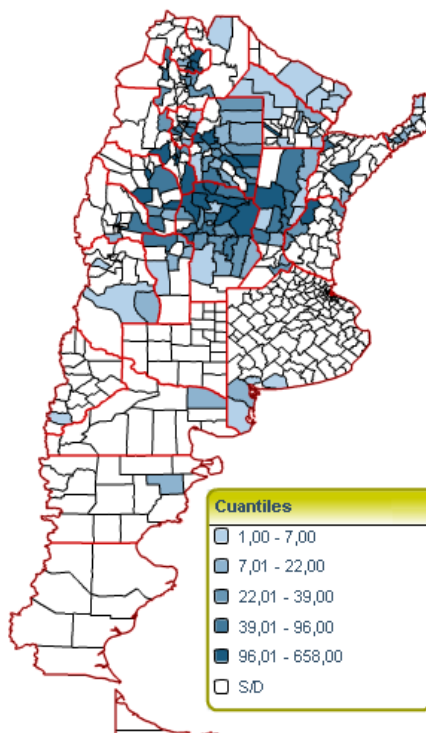 Cuantiles
1,00 - 7,00
7,01 - 22,00
22,01 - 39,00
39,01 - 96,00
96,01 - 658,00
S/D